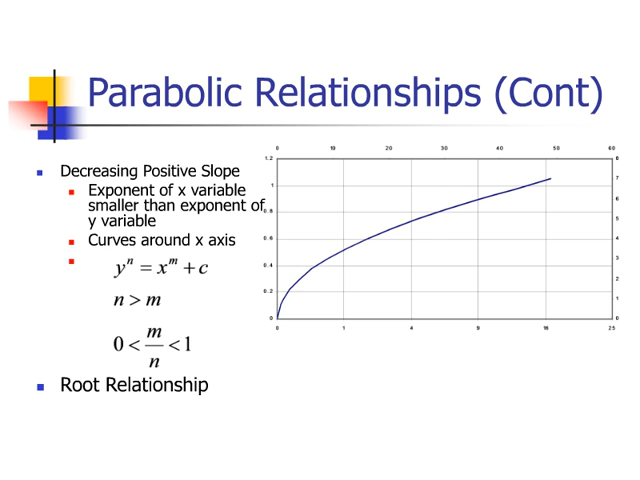 Parabolic Relationships (Cont)
Decreasing Positive Slope
Exponent of x variable
smaller than exponent of
y variable
Curves around x axis
yⁿ = xᵐ + c
n > m
0 < m/n < 1
Root Relationship
0 10 20 30 40 50 60
1.2
1
0.8
0.6
0.4
0.2
0
8
7
6
5
4
3
2
1
0
0 1 4 9 16 25